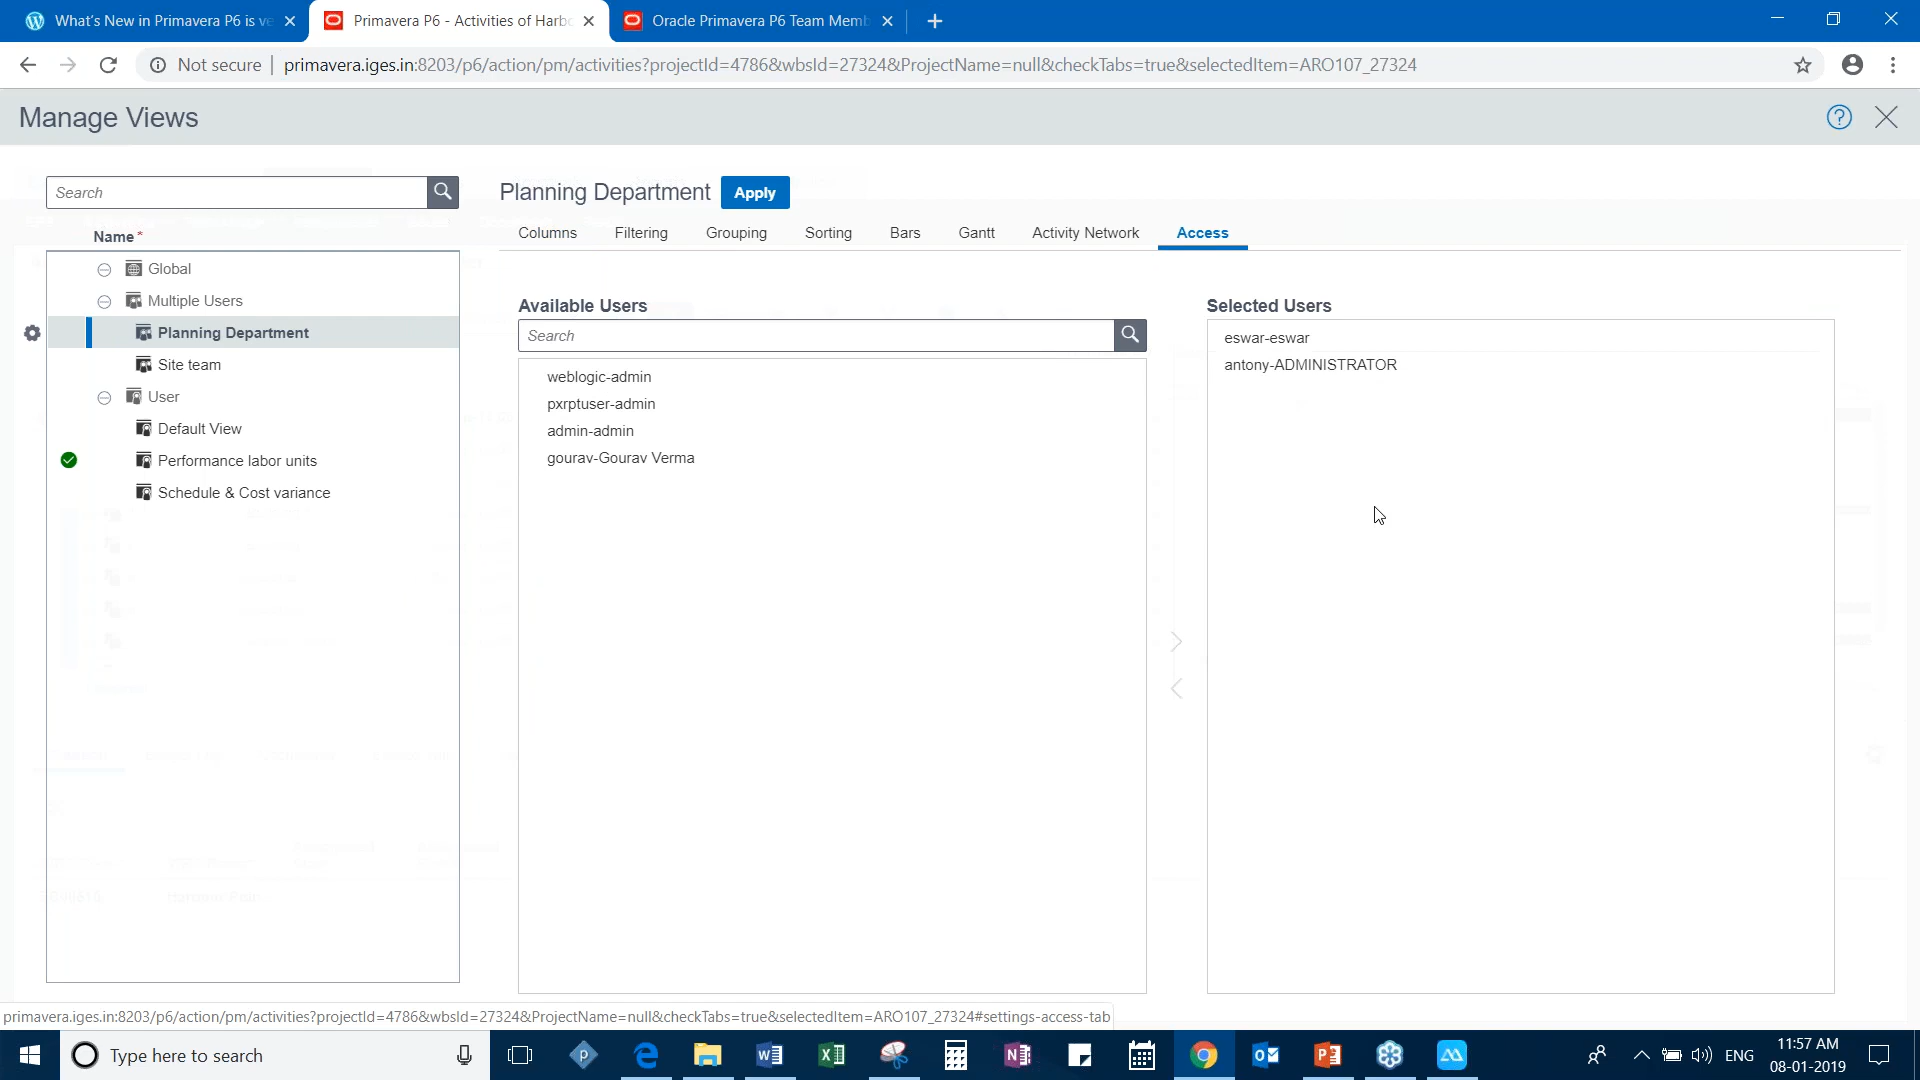 What's New in Primavera P6 is ve
Primavera P6 - Activities of Harbo
Oracle Primavera P6 Team Memb
Not secure
primavera.iges.in:8203/p6/action/pm/activities?projectId=4786&wbsId=27324&ProjectName=null&checkTabs=true&selectedItem=ARO107_27324
Manage Views
Search
Planning Department
Apply
Name*
Columns
Filtering
Grouping
Sorting
Bars
Gantt
Activity Network
Access
Global
Multiple Users
Planning Department
Site team
User
Default View
Performance labor units
Schedule & Cost variance
Available Users
Search
weblogic-admin
pxrptuser-admin
admin-admin
gourav-Gourav Verma
Selected Users
eswar-eswar
antony-ADMINISTRATOR
primavera.iges.in:8203/p6/action/pm/activities?projectId=4786&wbsId=27324&ProjectName=null&checkTabs=true&selectedItem=ARO107_27324#settings-access-tab
Type here to search
ENG
11:57 AM
08-01-2019